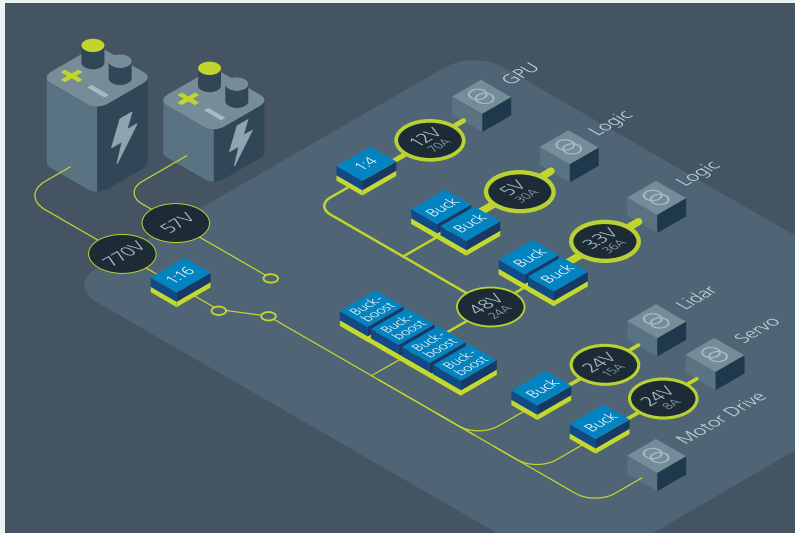 GPU
12V
70A
1:4
Logic
5V
30A
Buck
Buck
Logic
3.3V
36A
Buck
Buck
57V
770V
1:16
48V
24A
Buck-
boost
Buck-
boost
Buck-
boost
Buck-
boost
Lidar
24V
15A
Buck
Servo
24V
8A
Buck
Motor Drive